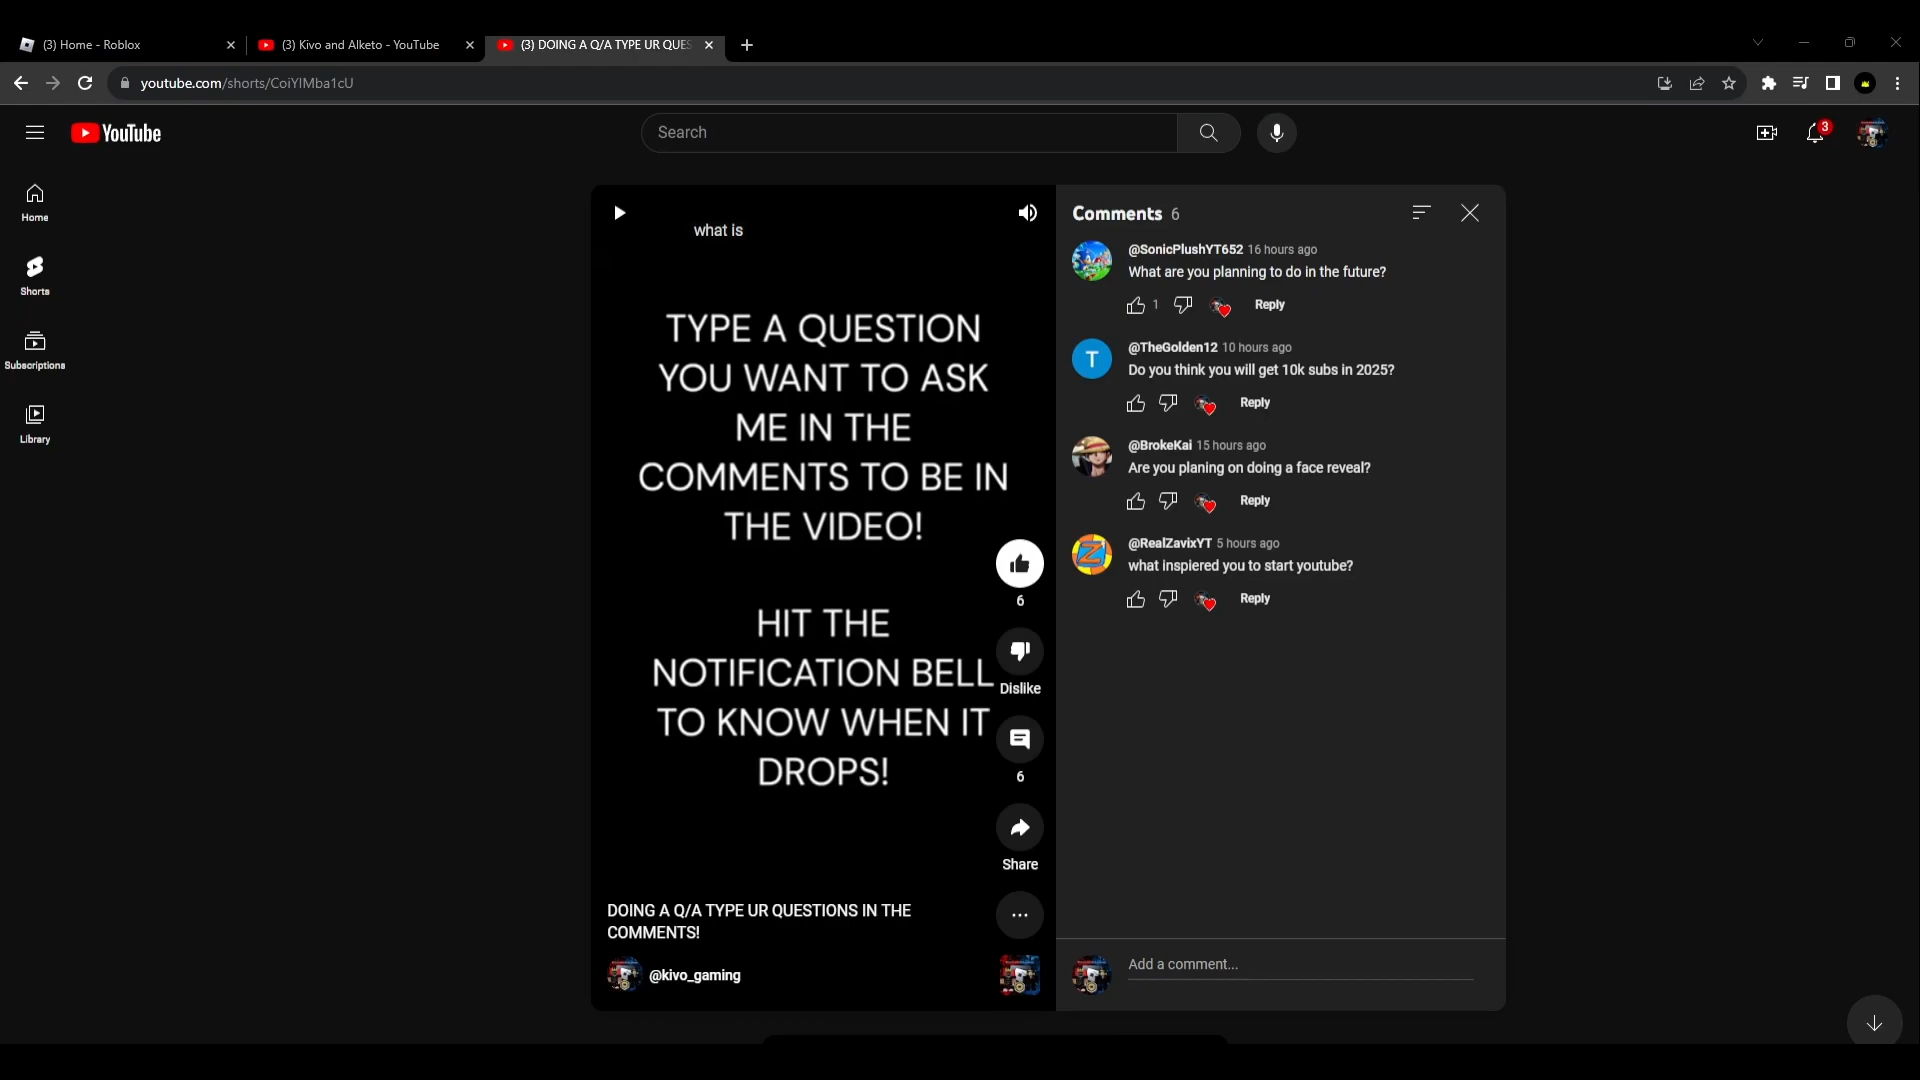 (3) Home - Roblox
(3) Kivo and Alketo - YouTube
(3) DOING A Q/A TYPE UR QUES
youtube.com/shorts/CoiYlMba1cU
YouTube
Search
3
Home
Shorts
Subscriptions
Library
what is
TYPE A QUESTION
YOU WANT TO ASK
ME IN THE
COMMENTS TO BE IN
THE VIDEO!
HIT THE
NOTIFICATION BELL
TO KNOW WHEN IT
DROPS!
6
Dislike
6
Share
DOING A Q/A TYPE UR QUESTIONS IN THE
COMMENTS!
@kivo_gaming
Comments 6
@SonicPlushYT652 16 hours ago
What are you planning to do in the future?
1 Reply
T
@TheGolden12 10 hours ago
Do you think you will get 10k subs in 2025?
Reply
@BrokeKai 15 hours ago
Are you planing on doing a face reveal?
Reply
Z
@RealZavixYT 5 hours ago
what inspiered you to start youtube?
Reply
Add a comment...